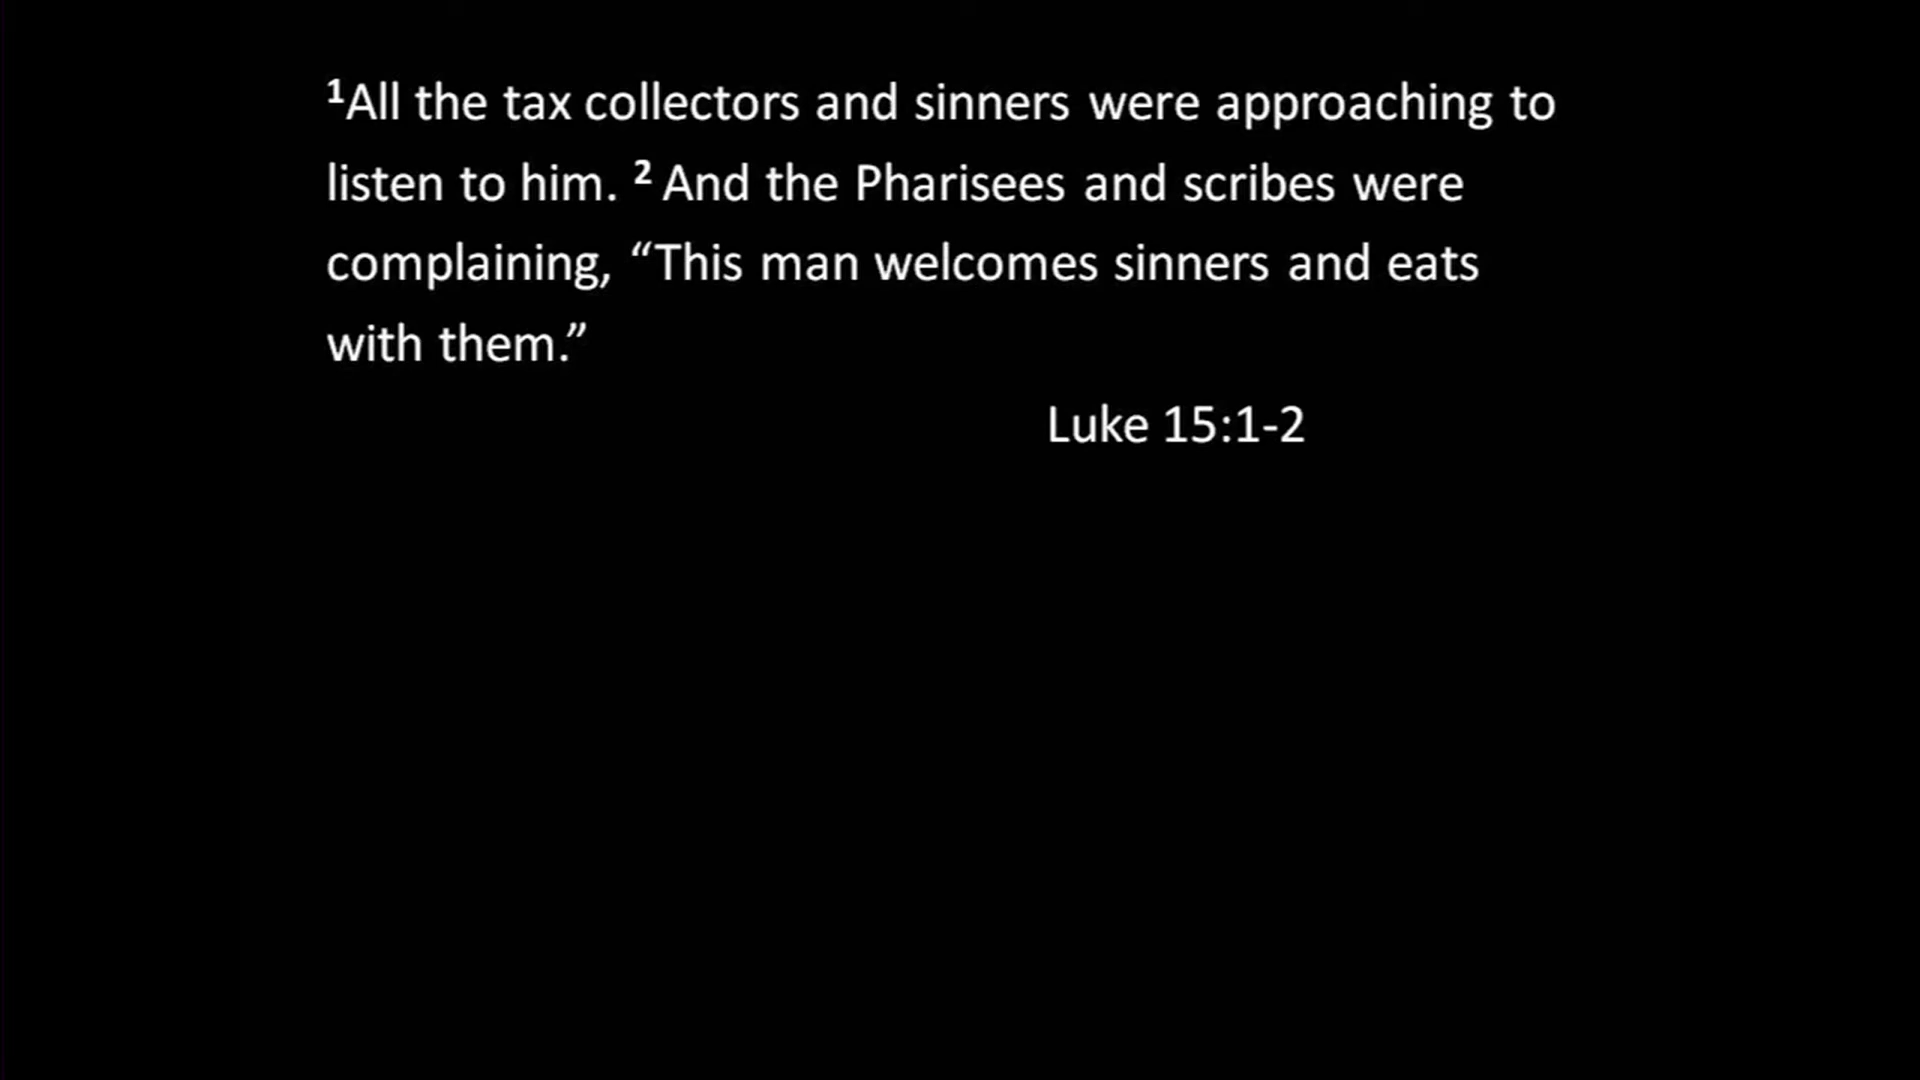 ¹All the tax collectors and sinners were approaching to
listen to him. ² And the Pharisees and scribes were
complaining, “This man welcomes sinners and eats
with them.”
Luke 15:1-2